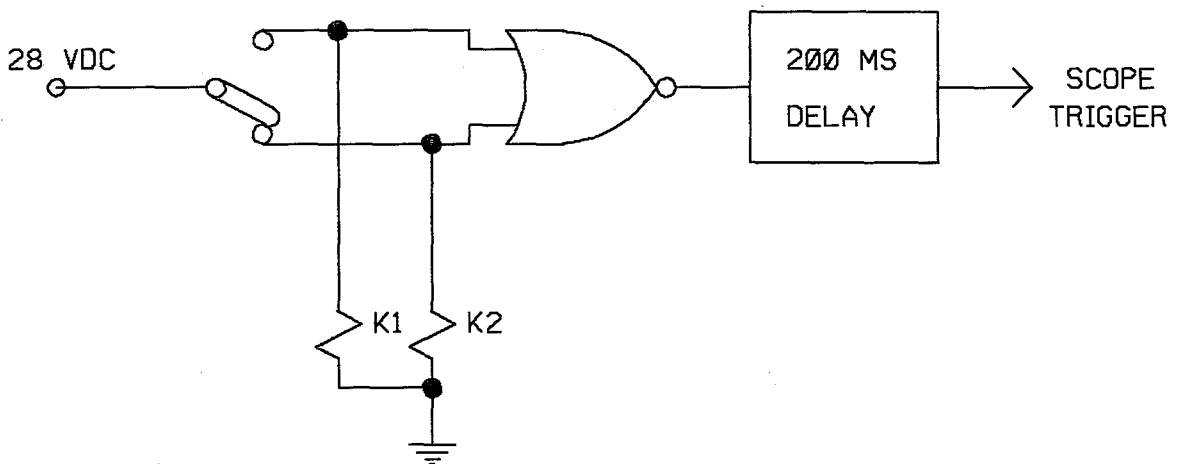 28 VDC
200 MS
DELAY
SCOPE
TRIGGER
K1
K2